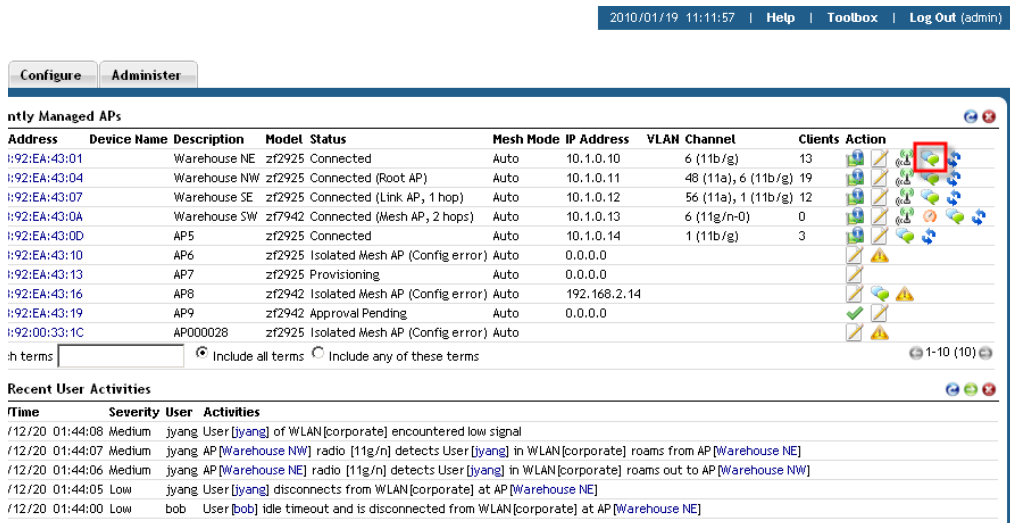 2010/01/19 11:11:57 | Help | Toolbox | Log Out (admin)
Configure Administer
ntly Managed APs
Address Device Name Description Model Status Mesh Mode IP Address VLAN Channel Clients Action
:92:EA:43:01 Warehouse NE zf2925 Connected Auto 10.1.0.10 6 (11b/g) 13
:92:EA:43:04 Warehouse NW zf2925 Connected (Root AP) Auto 10.1.0.11 48 (11a), 6 (11b/g) 19
:92:EA:43:07 Warehouse SE zf2925 Connected (Link AP, 1 hop) Auto 10.1.0.12 56 (11a), 1 (11b/g) 12
:92:EA:43:0A Warehouse SW zf7942 Connected (Mesh AP, 2 hops) Auto 10.1.0.13 6 (11g/n-0) 0
:92:EA:43:0D AP5 zf2925 Connected Auto 10.1.0.14 1 (11b/g) 3
:92:EA:43:10 AP6 zf2925 Isolated Mesh AP (Config error) Auto 0.0.0.0
:92:EA:43:13 AP7 zf2925 Provisioning Auto 0.0.0.0
:92:EA:43:16 AP8 zf2942 Isolated Mesh AP (Config error) Auto 192.168.2.14
:92:EA:43:19 AP9 zf2942 Approval Pending Auto 0.0.0.0
:92:00:33:1C AP000028 zf2925 Isolated Mesh AP (Config error) Auto
h terms Include all terms Include any of these terms 1-10 (10)
Recent User Activities
/Time Severity User Activities
/12/20 01:44:08 Medium jyang User[jyang] of WLAN[corporate] encountered low signal
/12/20 01:44:07 Medium jyang AP[Warehouse NW] radio [11g/n] detects User[jyang] in WLAN[corporate] roams from AP[Warehouse NE]
/12/20 01:44:06 Medium jyang AP[Warehouse NE] radio [11g/n] detects User[jyang] in WLAN[corporate] roams out to AP[Warehouse NW]
/12/20 01:44:05 Low jyang User[jyang] disconnects from WLAN[corporate] at AP[Warehouse NE]
/12/20 01:44:00 Low bob User[bob] idle timeout and is disconnected from WLAN[corporate] at AP[Warehouse NE]